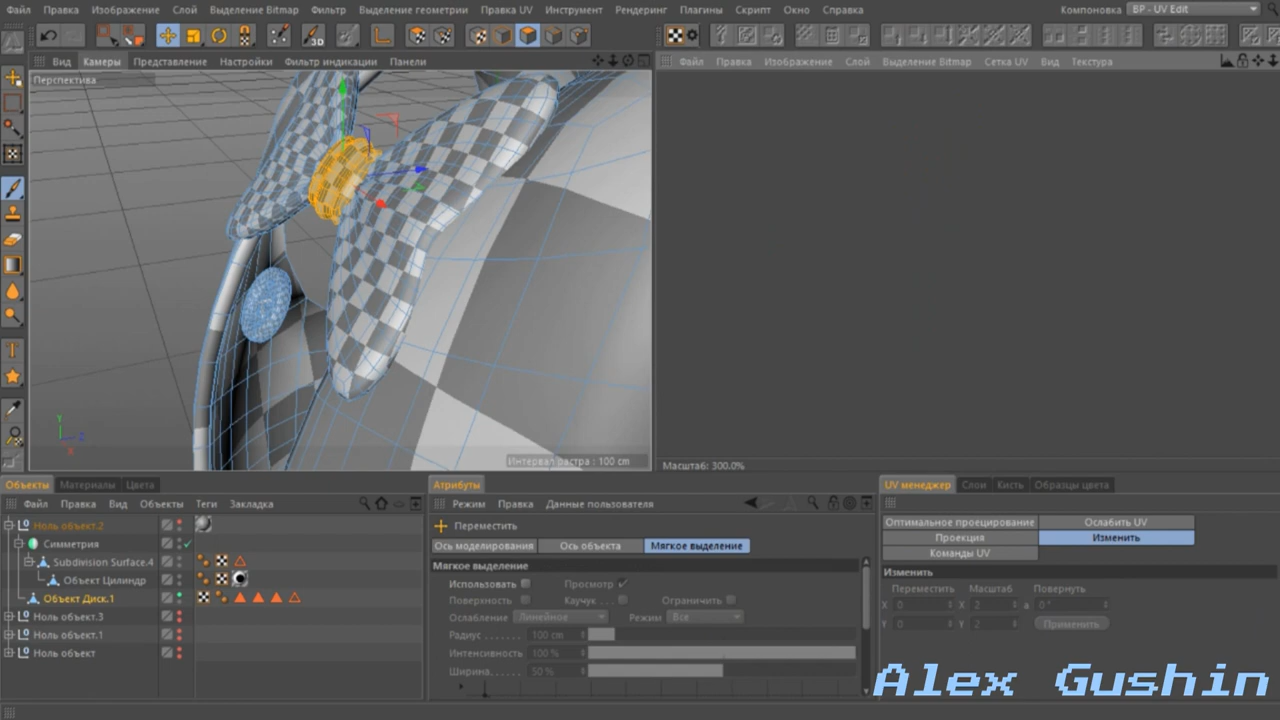 Файл Правка Изображение Слой Выделение Bitmap Фильтр Выделение геометрии Правка UV Инструмент Рендеринг Плагины Скрипт Окно Справка Компоновка BP - UV Edit
Вид Камеры Представление Настройки Фильтр индикации Панели
Файл Правка Изображение Слой Выделение Bitmap Сетка UV Вид Текстура
Перспектива
Y
Z
X
Интервал растра : 100 cm
Масштаб: 300.0%
Объекты Материалы Цвета
Файл Правка Вид Объекты Теги Закладка
Ноль объект.2
Симметрия
Subdivision Surface.4
Объект Цилиндр
Объект Диск.1
Ноль объект.3
Ноль объект.1
Ноль объект
Атрибуты
Режим Правка Данные пользователя
Переместить
Ось моделирования Ось объекта Мягкое выделение
Мягкое выделение
Использовать Просмотр
Поверхность Каучук . . . Ограничить
Ослабление Линейное Режим Все
Радиус . . . . . . . 100 cm
Интенсивность 100 %
Ширина. . . . . . 50 %
UV менеджер Слои Кисть Образцы цвета
Оптимальное проецирование Ослабить UV
Проекция Изменить
Команды UV
Изменить
Переместить Масштаб Повернуть
X 0 X 2 a 0 °
Y 0 Y 2 Применить
Alex Gushin